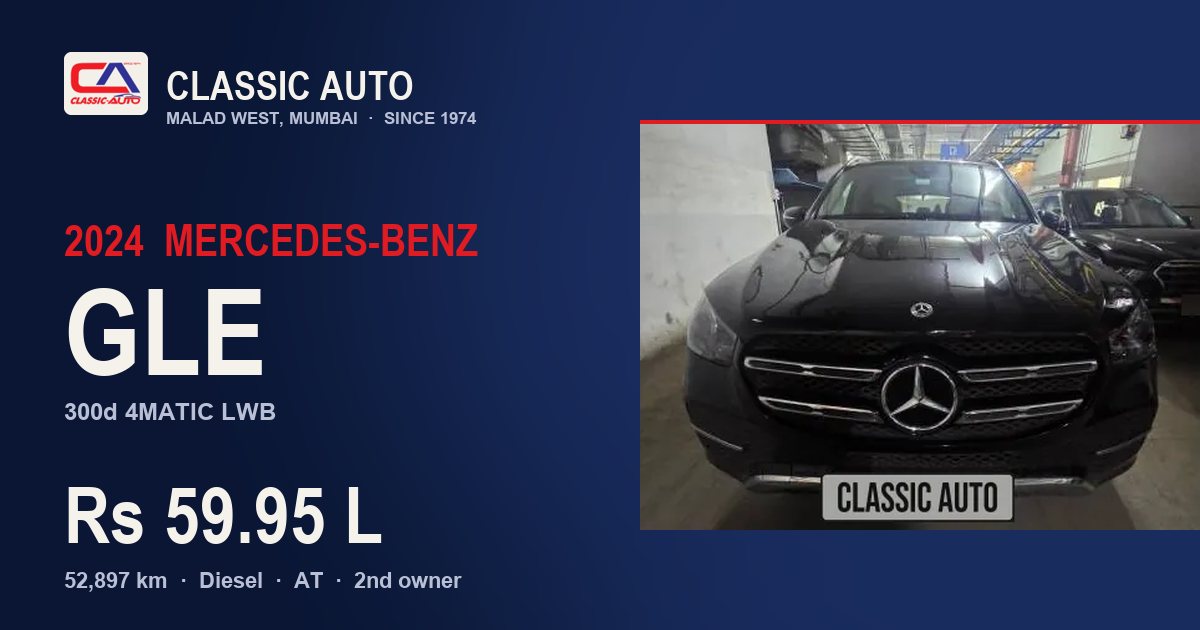 CLASSIC-AUTO
CLASSIC AUTO
MALAD WEST, MUMBAI · SINCE 1974
2024 MERCEDES-BENZ
GLE
300d 4MATIC LWB
Rs 59.95 L
52,897 km · Diesel · AT · 2nd owner
CLASSIC AUTO